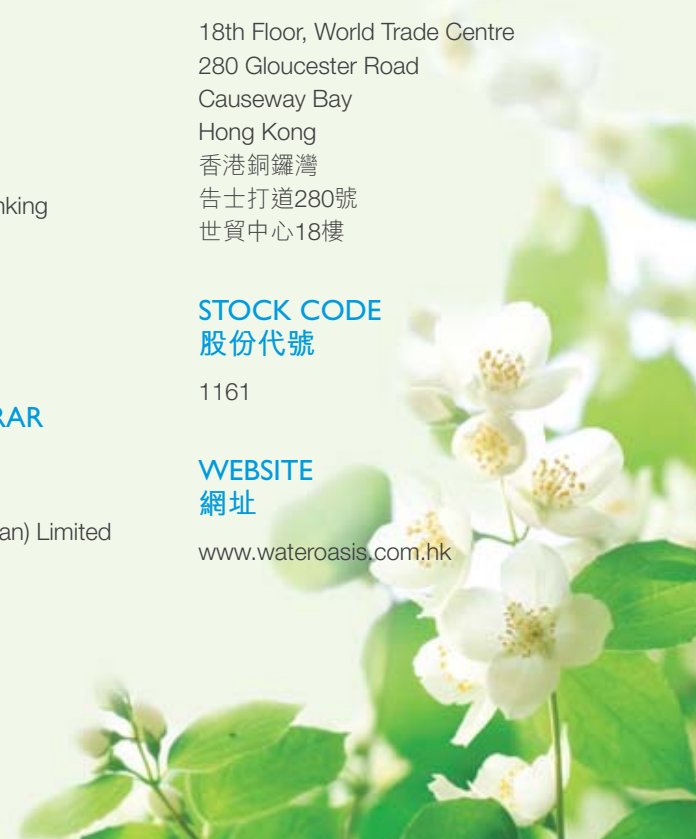 nking
RAR
an) Limited
18th Floor, World Trade Centre
280 Gloucester Road
Causeway Bay
Hong Kong
香港銅鑼灣
告士打道280號
世貿中心18樓
STOCK CODE
股份代號
1161
WEBSITE
網址
www.wateroasis.com.hk